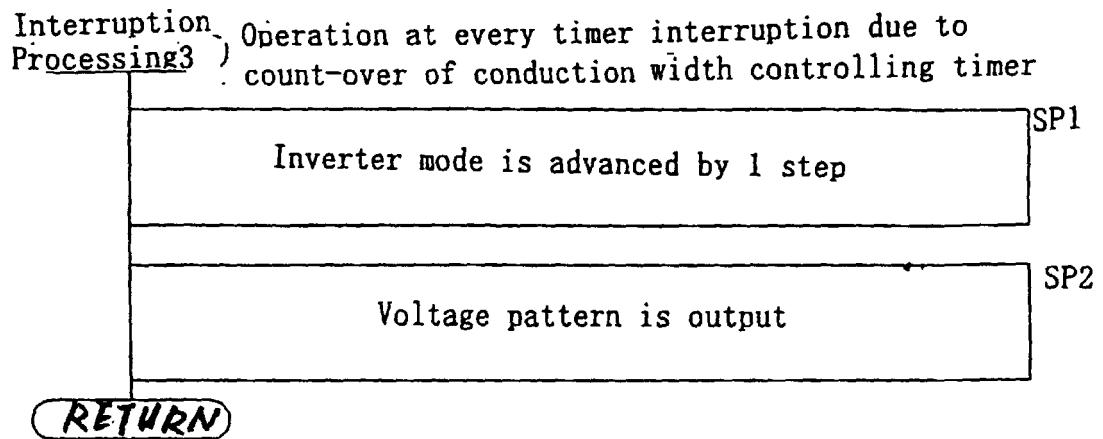 Interruption
Processing3 ) Operation at every timer interruption due to
count-over of conduction width controlling timer
SP1
Inverter mode is advanced by 1 step
SP2
Voltage pattern is output
RETURN